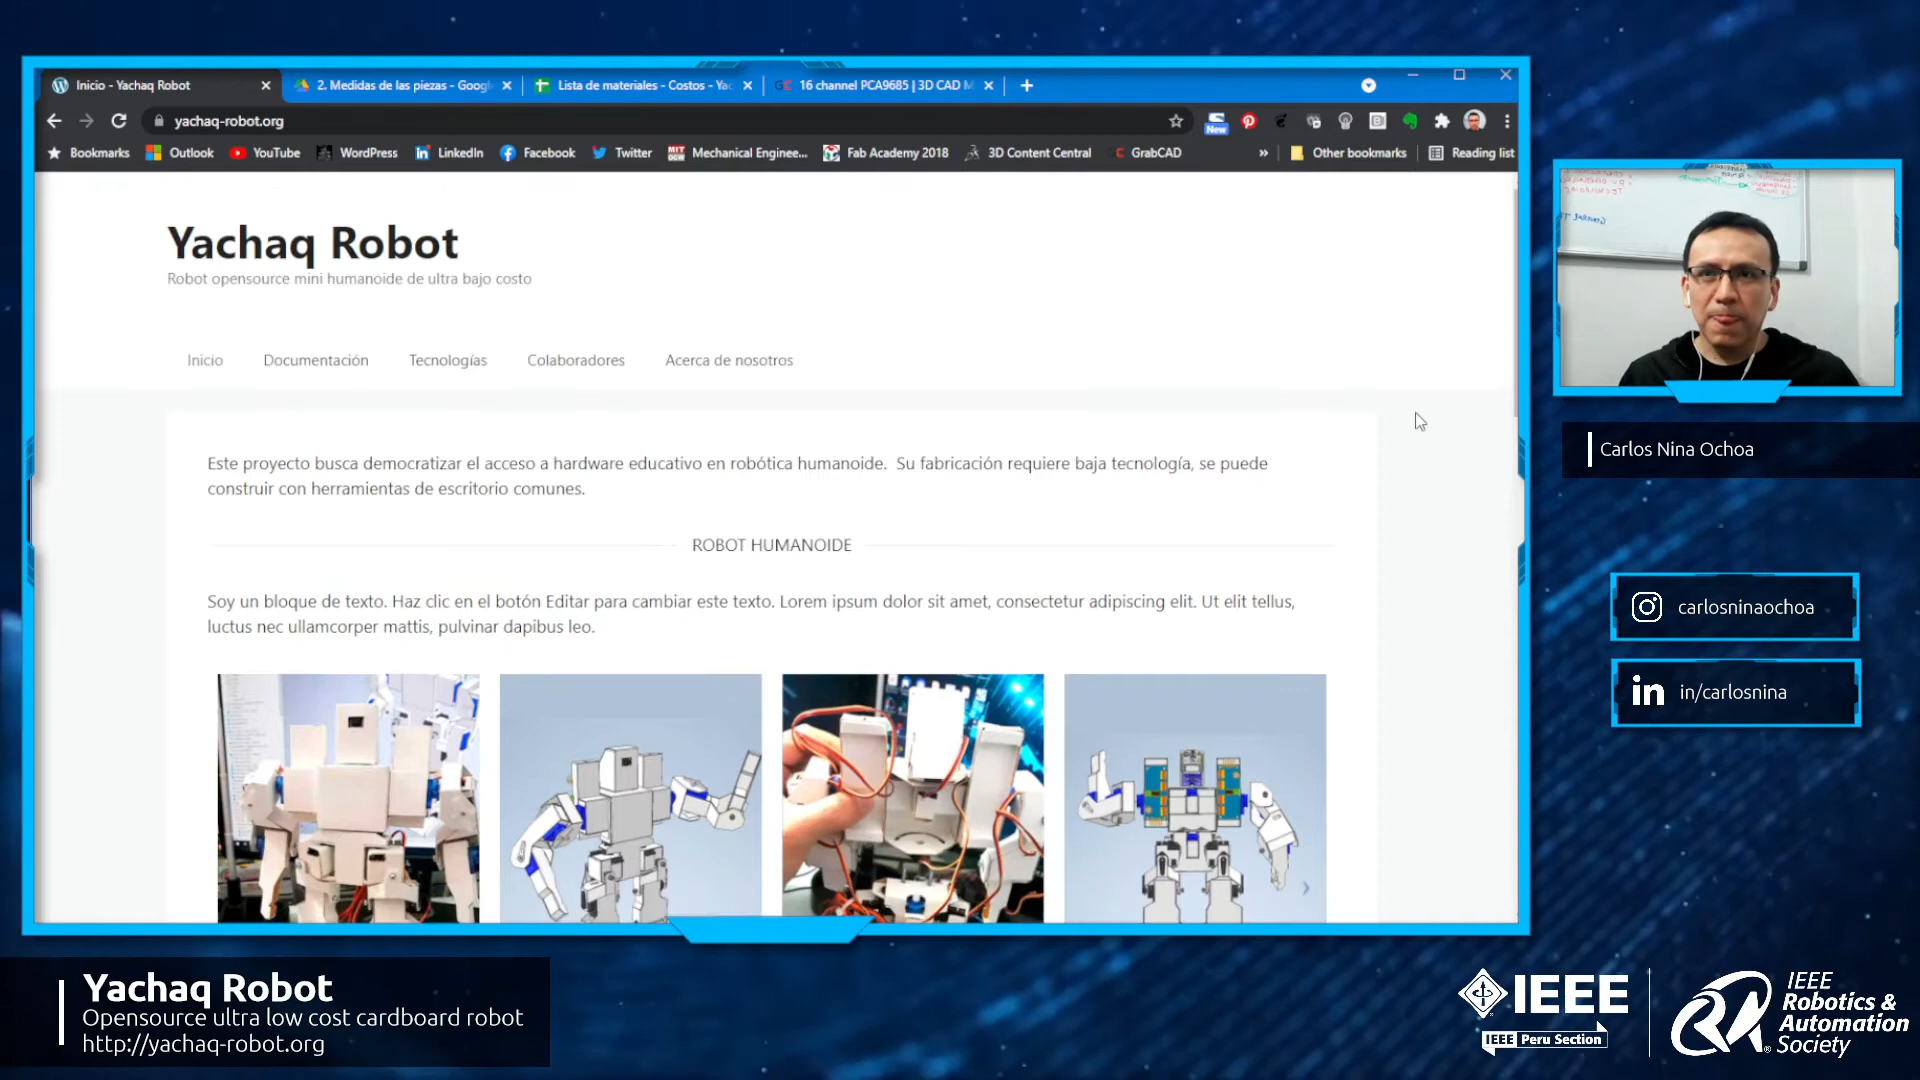 Inicio - Yachaq Robot
2. Medidas de las piezas - Googl
Lista de materiales - Costos - Yac
16 channel PCA9685 | 3D CAD M
yachaq-robot.org
New
Bookmarks
Outlook
YouTube
WordPress
LinkedIn
Facebook
Twitter
Mechanical Enginee...
Fab Academy 2018
3D Content Central
GrabCAD
»
Other bookmarks
Reading list
Yachaq Robot
Robot opensource mini humanoide de ultra bajo costo
Inicio
Documentación
Tecnologías
Colaboradores
Acerca de nosotros
Este proyecto busca democratizar el acceso a hardware educativo en robótica humanoide. Su fabricación requiere baja tecnología, se puede
construir con herramientas de escritorio comunes.
ROBOT HUMANOIDE
Soy un bloque de texto. Haz clic en el botón Editar para cambiar este texto. Lorem ipsum dolor sit amet, consectetur adipiscing elit. Ut elit tellus,
luctus nec ullamcorper mattis, pulvinar dapibus leo.
Carlos Nina Ochoa
carlosninaochoa
in/carlosnina
Yachaq Robot
Opensource ultra low cost cardboard robot
http://yachaq-robot.org
IEEE
IEEE Peru Section
IEEE
Robotics &
Automation
Society